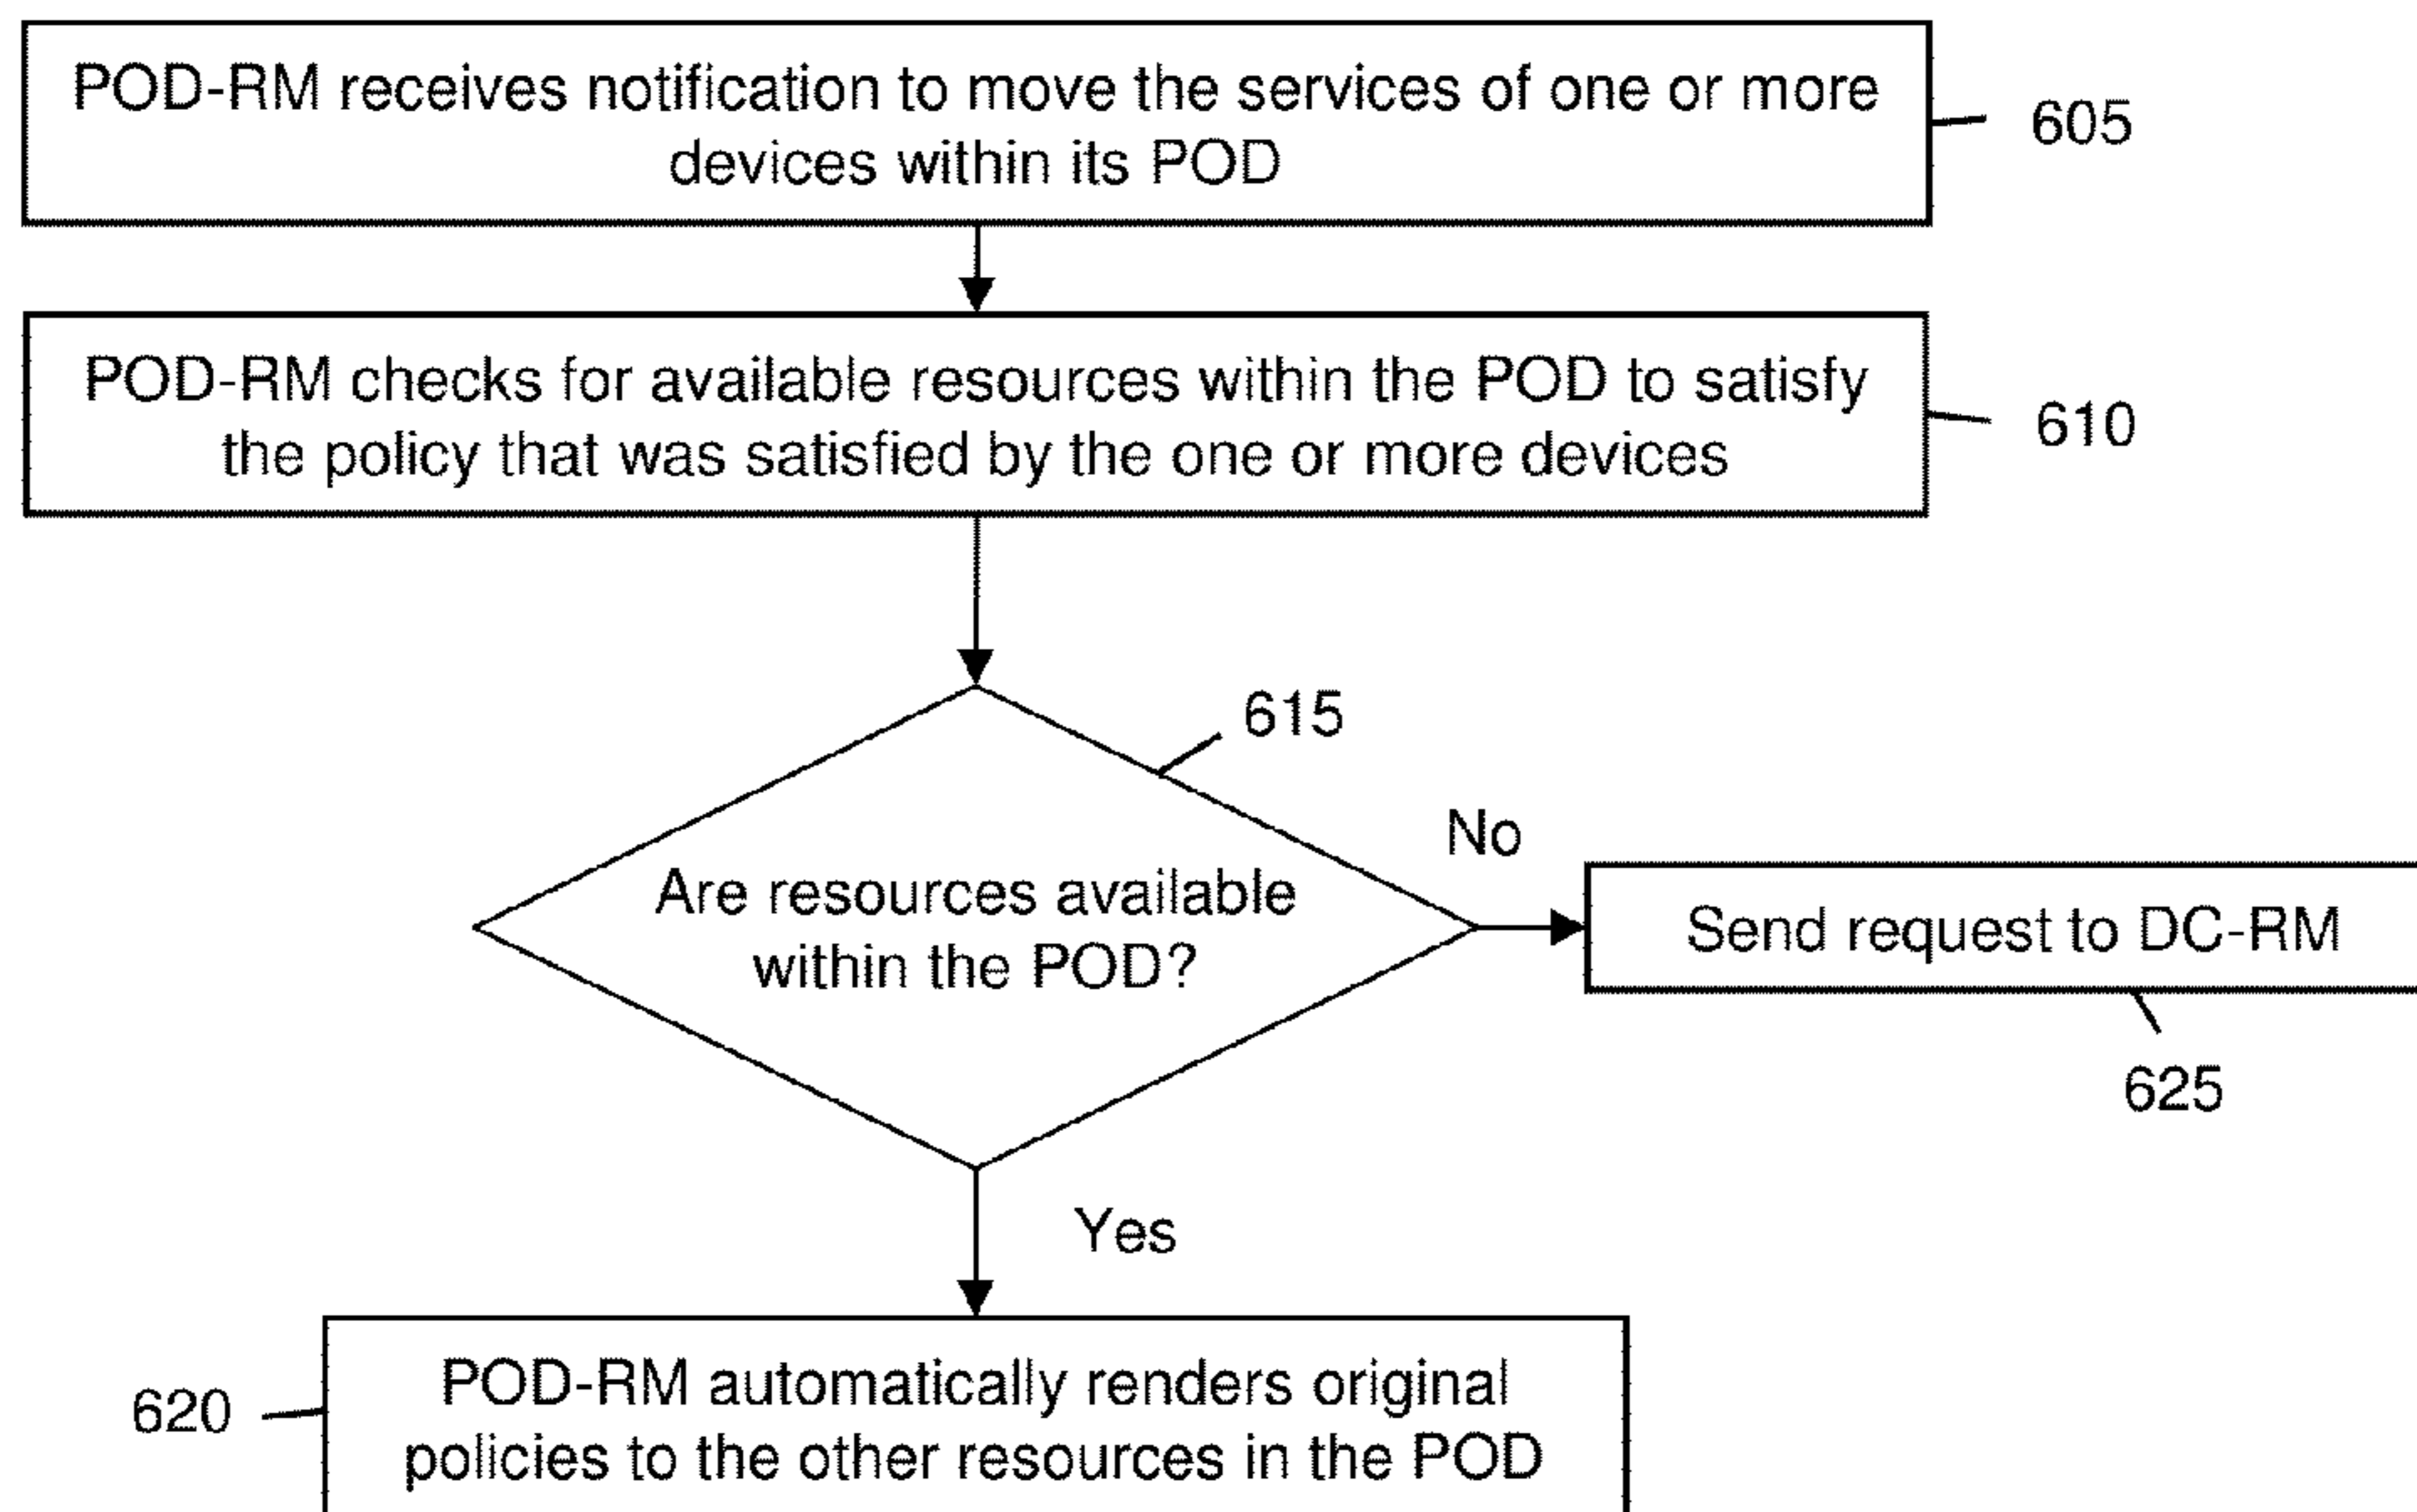 POD-RM receives notification to move the services of one or more
devices within its POD
605
POD-RM checks for available resources within the POD to satisfy
the policy that was satisfied by the one or more devices
610
615
No
Are resources available
within the POD?
Send request to DC-RM
625
Yes
620
POD-RM automatically renders original
policies to the other resources in the POD